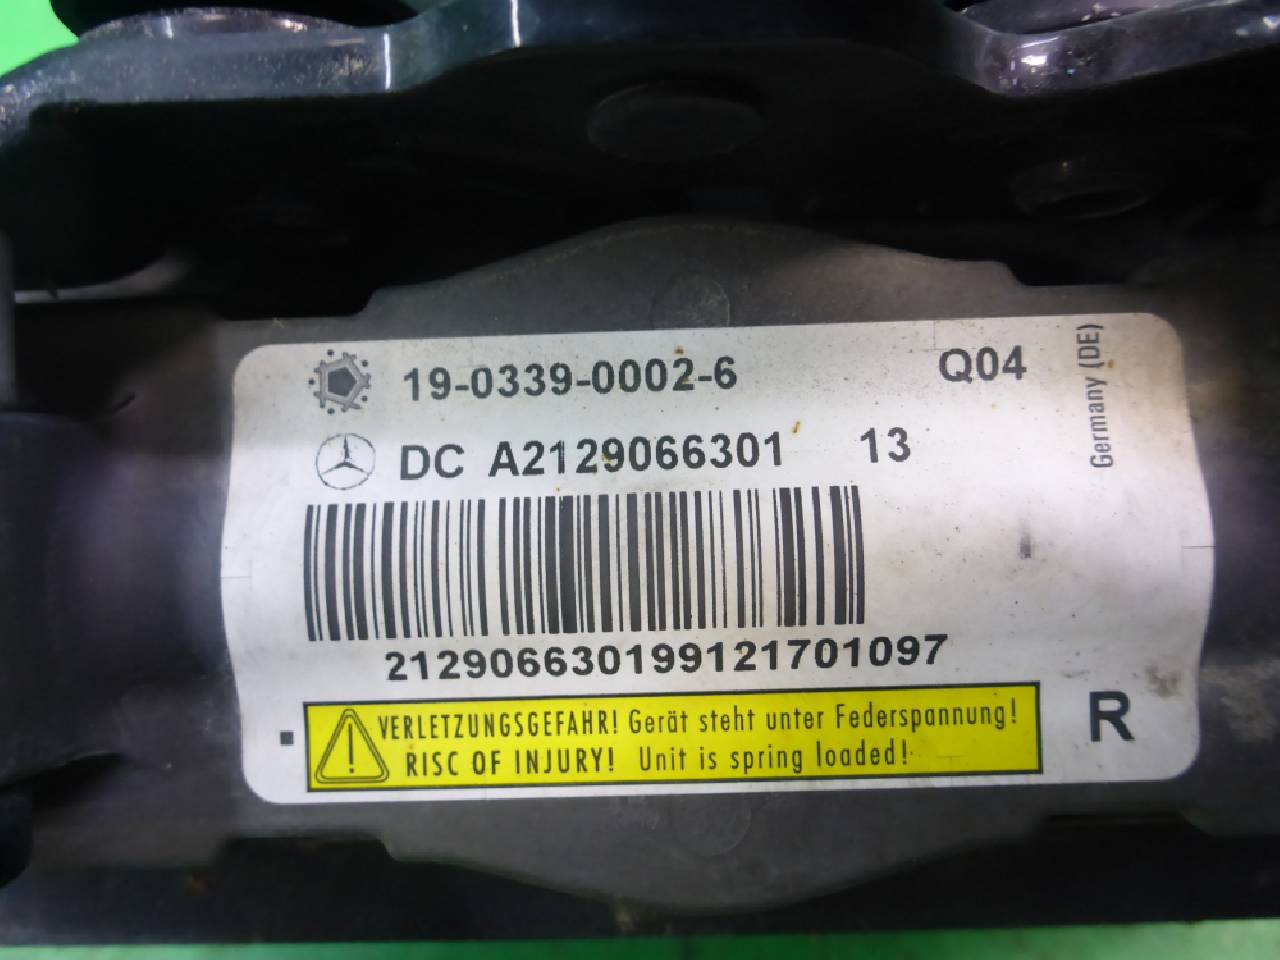 19-0339-0002-6 Q04
Germany (DE)
DC A2129066301 13
212906630199121701097
VERLETZUNGSGEFAHR! Gerät steht unter Federspannung!
RISC OF INJURY! Unit is spring loaded!
R